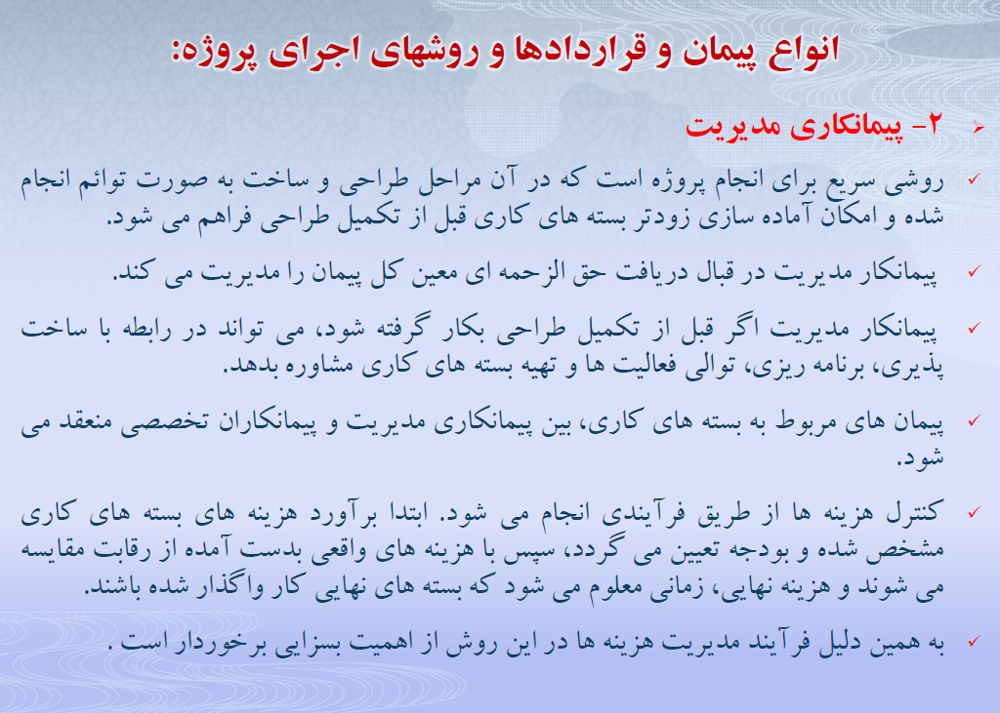 انواع پیمان و قراردادها و روشهای اجرای پروژه:
۲- پیمانکاری مدیریت
روشی سریع برای انجام پروژه است که در آن مراحل طراحی و ساخت به صورت توائم انجام
شده و امکان آماده سازی زودتر بسته های کاری قبل از تکمیل طراحی فراهم می شود.
پیمانکار مدیریت در قبال دریافت حق الزحمه ای معین کل پیمان را مدیریت می کند.
پیمانکار مدیریت اگر قبل از تکمیل طراحی بکار گرفته شود، می تواند در رابطه با ساخت
پذیری، برنامه ریزی، توالی فعالیت ها و تهیه بسته های کاری مشاوره بدهد.
پیمان های مربوط به بسته های کاری، بین پیمانکاری مدیریت و پیمانکاران تخصصی منعقد می
شود.
کنترل هزینه ها از طریق فرآیندی انجام می شود. ابتدا برآورد هزینه های بسته های کاری
مشخص شده و بودجه تعیین می گردد، سپس با هزینه های واقعی بدست آمده از رقابت مقایسه
می شوند و هزینه نهایی، زمانی معلوم می شود که بسته های نهایی کار واگذار شده باشند.
به همین دلیل فرآیند مدیریت هزینه ها در این روش از اهمیت بسزایی برخوردار است .